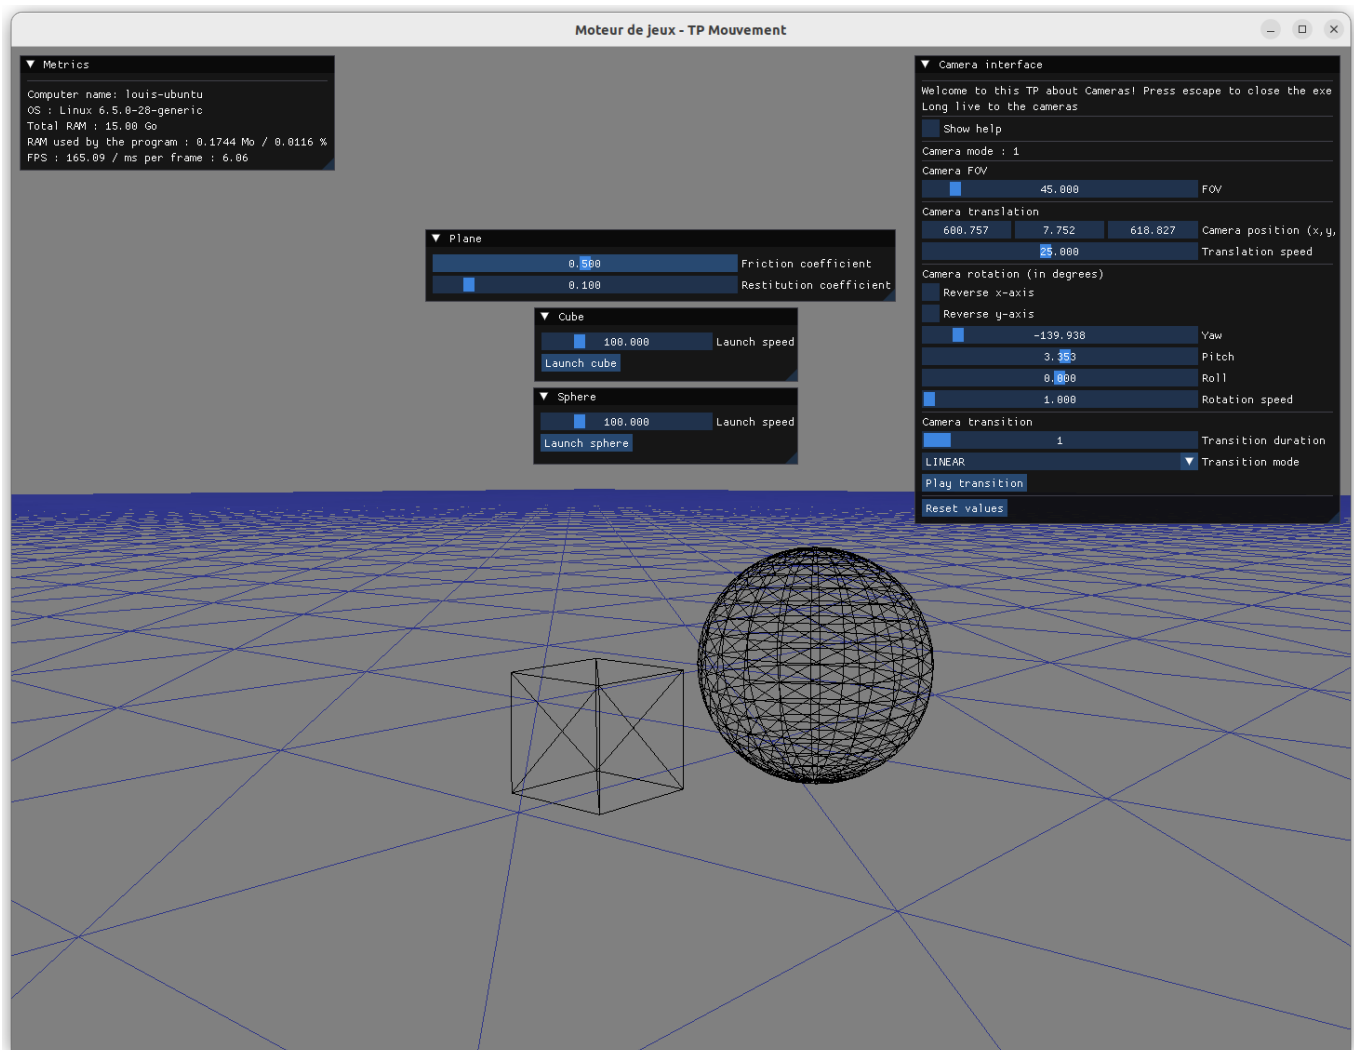 Moteur de jeux - TP Mouvement
Metrics
Computer name: louis-ubuntu
OS : Linux 6.5.0-28-generic
Total RAM : 15.00 Go
RAM used by the program : 0.1744 Mo / 0.0116 %
FPS : 165.09 / ms per frame : 6.06
Plane
0.500 Friction coefficient
0.100 Restitution coefficient
Cube
100.000 Launch speed
Launch cube
Sphere
100.000 Launch speed
Launch sphere
Camera interface
Welcome to this TP about Cameras! Press escape to close the exe
Long live to the cameras
Show help
Camera mode : 1
Camera FOV
45.000 FOV
Camera translation
600.757 7.752 618.827 Camera position (x,y,
25.000 Translation speed
Camera rotation (in degrees)
Reverse x-axis
Reverse y-axis
-139.938 Yaw
3.353 Pitch
0.000 Roll
1.000 Rotation speed
Camera transition
1 Transition duration
LINEAR Transition mode
Play transition
Reset values